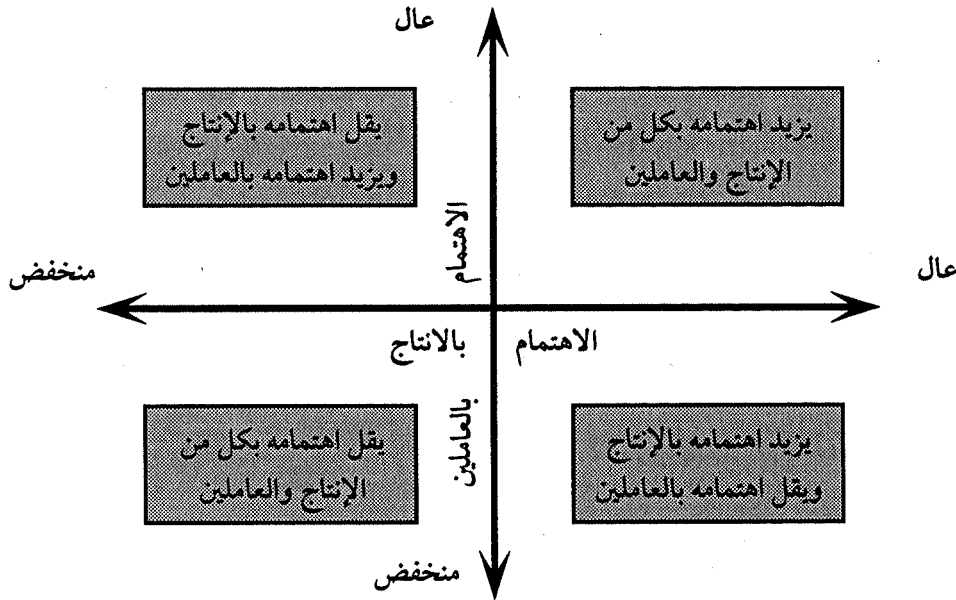 عال
يزيد اهتمامه بكل من
الإنتاج والعاملين
يقل اهتمامه بالإنتاج
ويزيد اهتمامه بالعاملين
الاهتمام
عال
منخفض
الاهتمام بالانتاج
بالعاملين
يزيد اهتمامه بالإنتاج
ويقل اهتمامه بالعاملين
يقل اهتمامه بكل من
الإنتاج والعاملين
منخفض